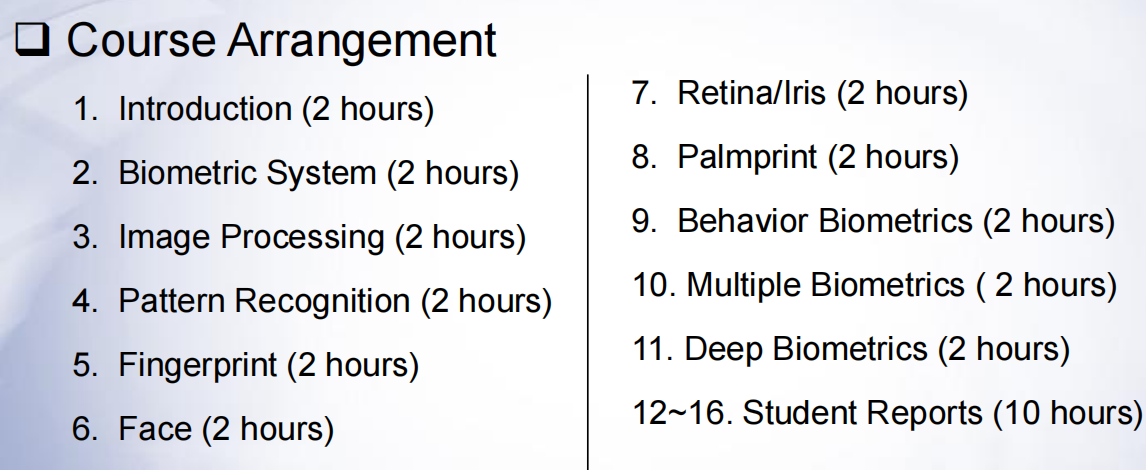 ❑ Course Arrangement
1. Introduction (2 hours)
2. Biometric System (2 hours)
3. Image Processing (2 hours)
4. Pattern Recognition (2 hours)
5. Fingerprint (2 hours)
6. Face (2 hours)
7. Retina/Iris (2 hours)
8. Palmprint (2 hours)
9. Behavior Biometrics (2 hours)
10. Multiple Biometrics ( 2 hours)
11. Deep Biometrics (2 hours)
12~16. Student Reports (10 hours)